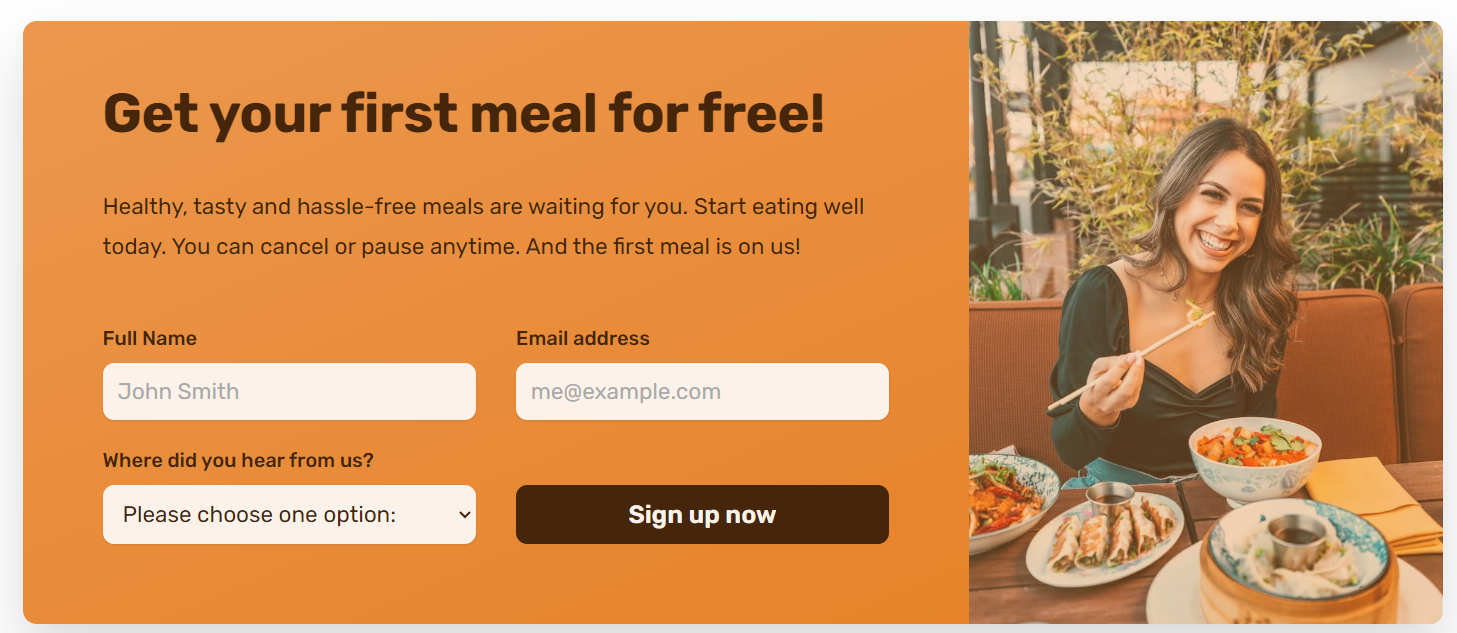 Get your first meal for free!
Healthy, tasty and hassle-free meals are waiting for you. Start eating well
today. You can cancel or pause anytime. And the first meal is on us!
Full Name
Email address
John Smith
me@example.com
Where did you hear from us?
Please choose one option:
Sign up now